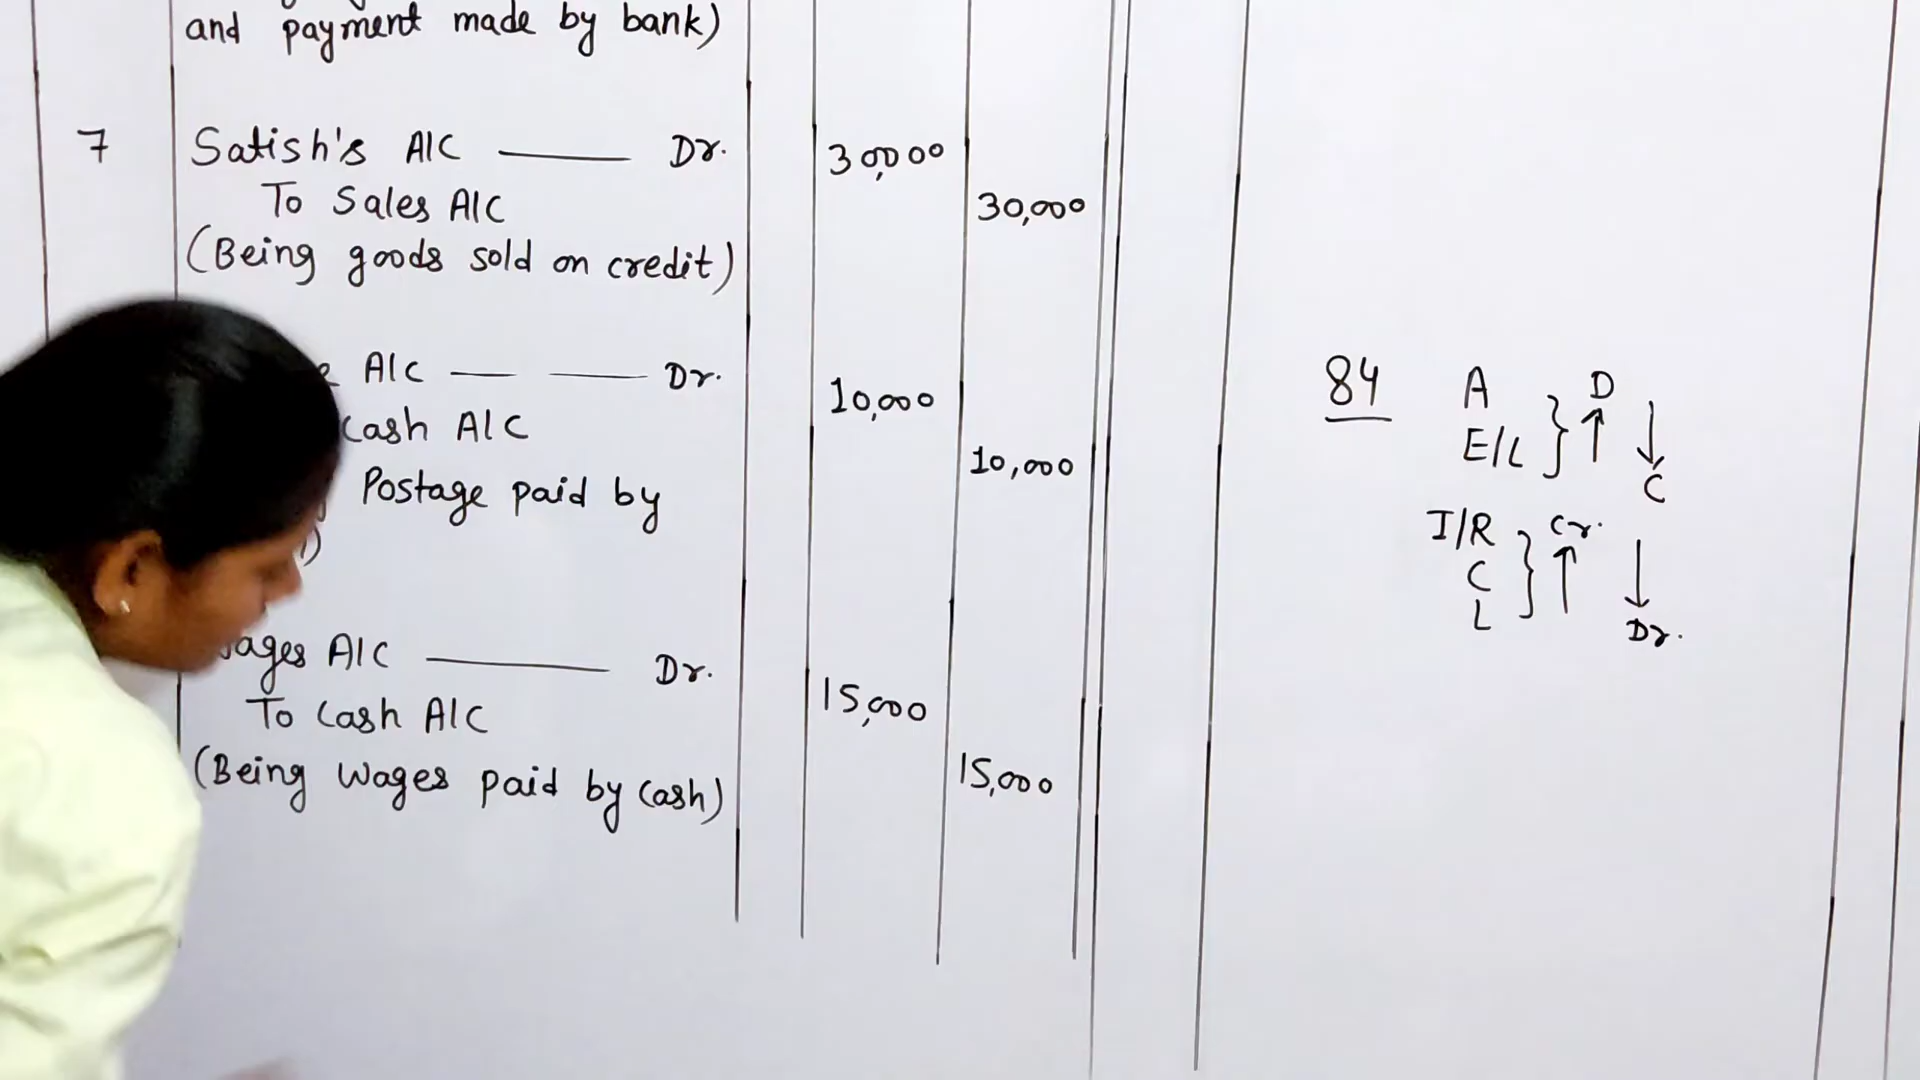 and payment made by bank)
7 Satish's A/C —— Dr. 30,000
To Sales A/C 30,000
(Being goods sold on credit)
A/C — —— Dr. 10,000
Cash A/C 10,000
Postage paid by
Wages A/C —— Dr. 15,000
To Cash A/C
(Being Wages paid by Cash) 15,000
84 A D
E/L C
I/R Cr.
C
L Dr.